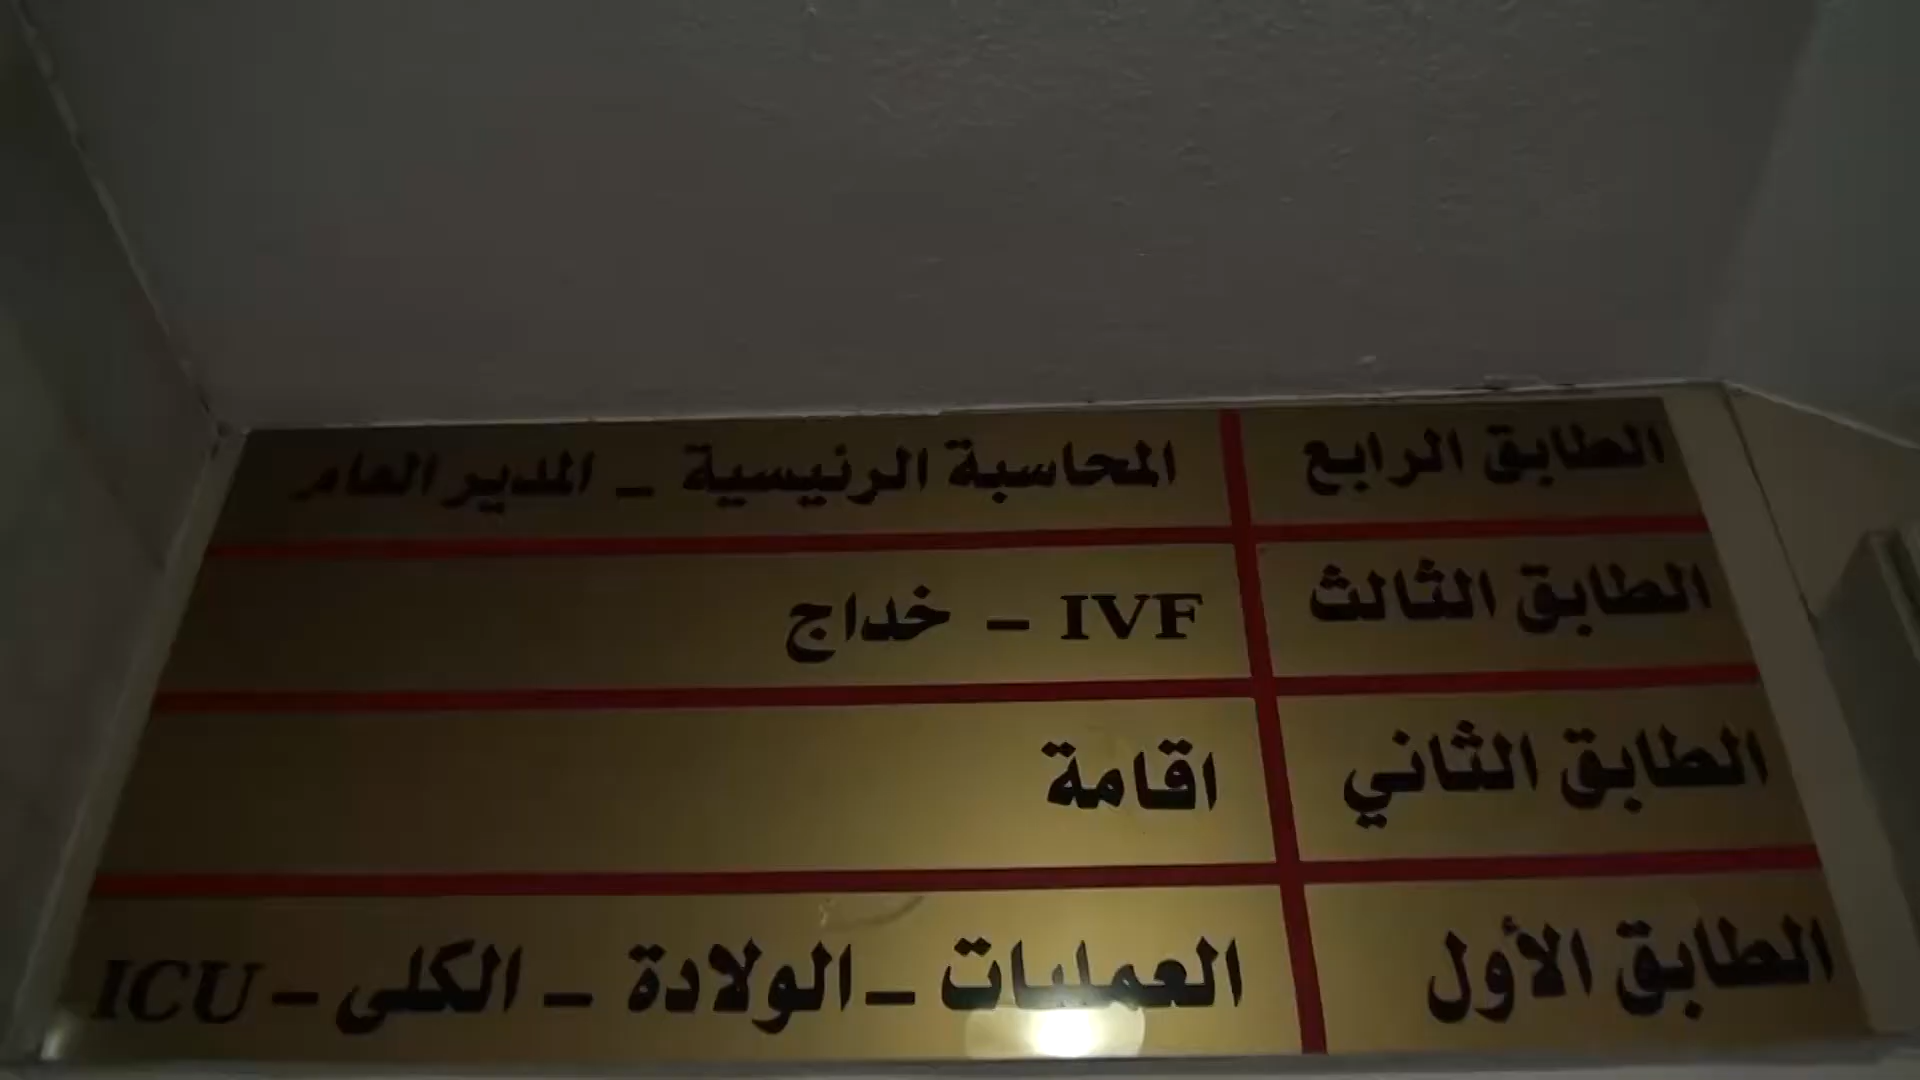 الطابق الرابع المحاسبة الرئيسية - المدير العام
الطابق الثالث IVF - خداج
الطابق الثاني اقامة
الطابق الأول العمليات - الولادة - الكلى - ICU